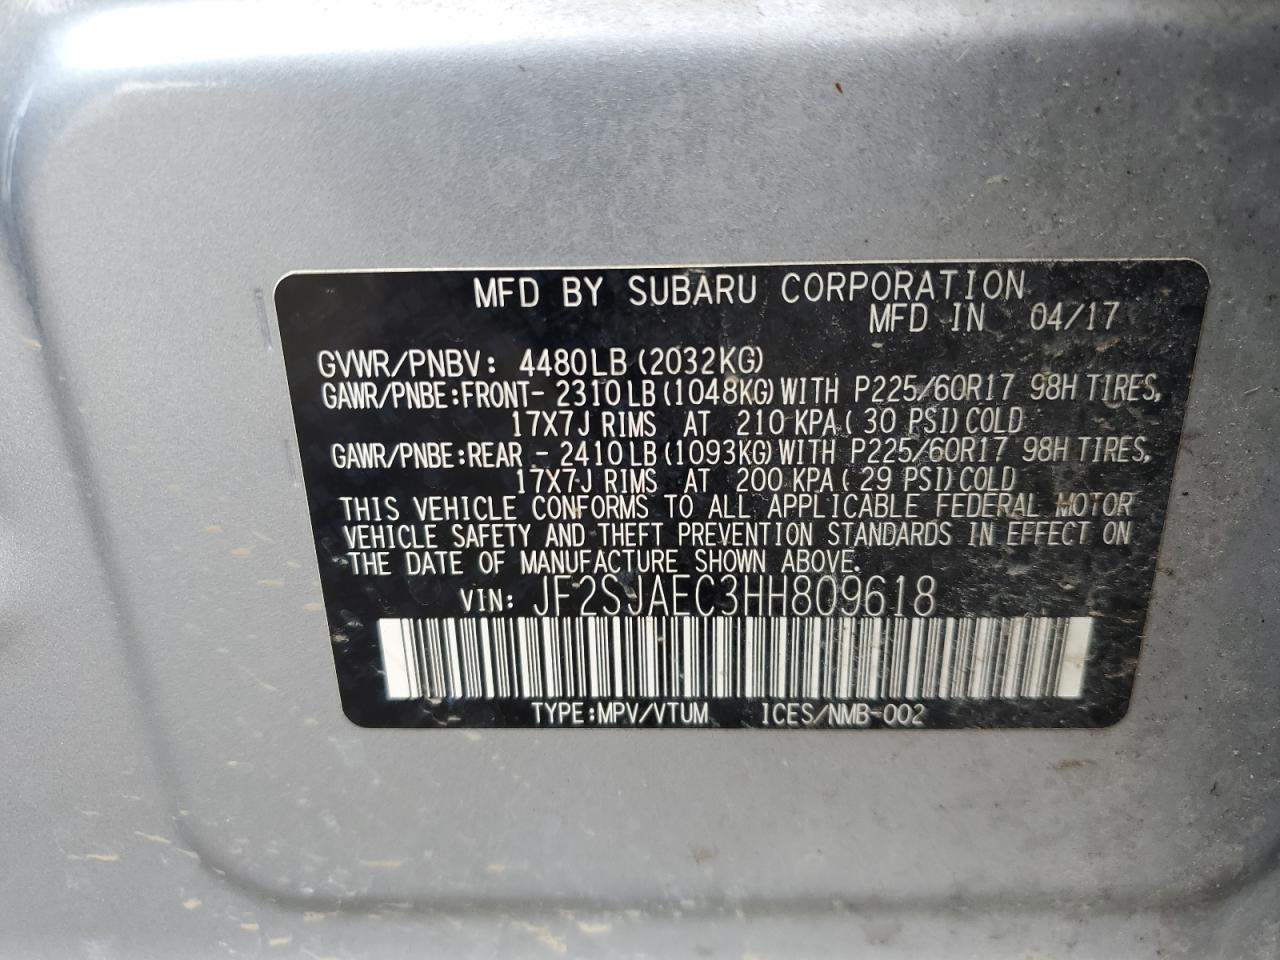 MFD BY SUBARU CORPORATION
MFD IN 04/17
GVWR/PNBV: 4480LB (2032KG)
GAWR/PNBE:FRONT- 2310LB (1048KG) WITH P225/60R17 98H TIRES,
17X7J RIMS AT 210 KPA ( 30 PSI) COLD
GAWR/PNBE:REAR - 2410LB (1093KG) WITH P225/60R17 98H TIRES,
17X7J RIMS AT 200 KPA ( 29 PSI) COLD
THIS VEHICLE CONFORMS TO ALL APPLICABLE FEDERAL MOTOR
VEHICLE SAFETY AND THEFT PREVENTION STANDARDS IN EFFECT ON
THE DATE OF MANUFACTURE SHOWN ABOVE.
VIN: JF2SJAEC3HH809618
TYPE:MPV/VTUM ICES/NMB-002